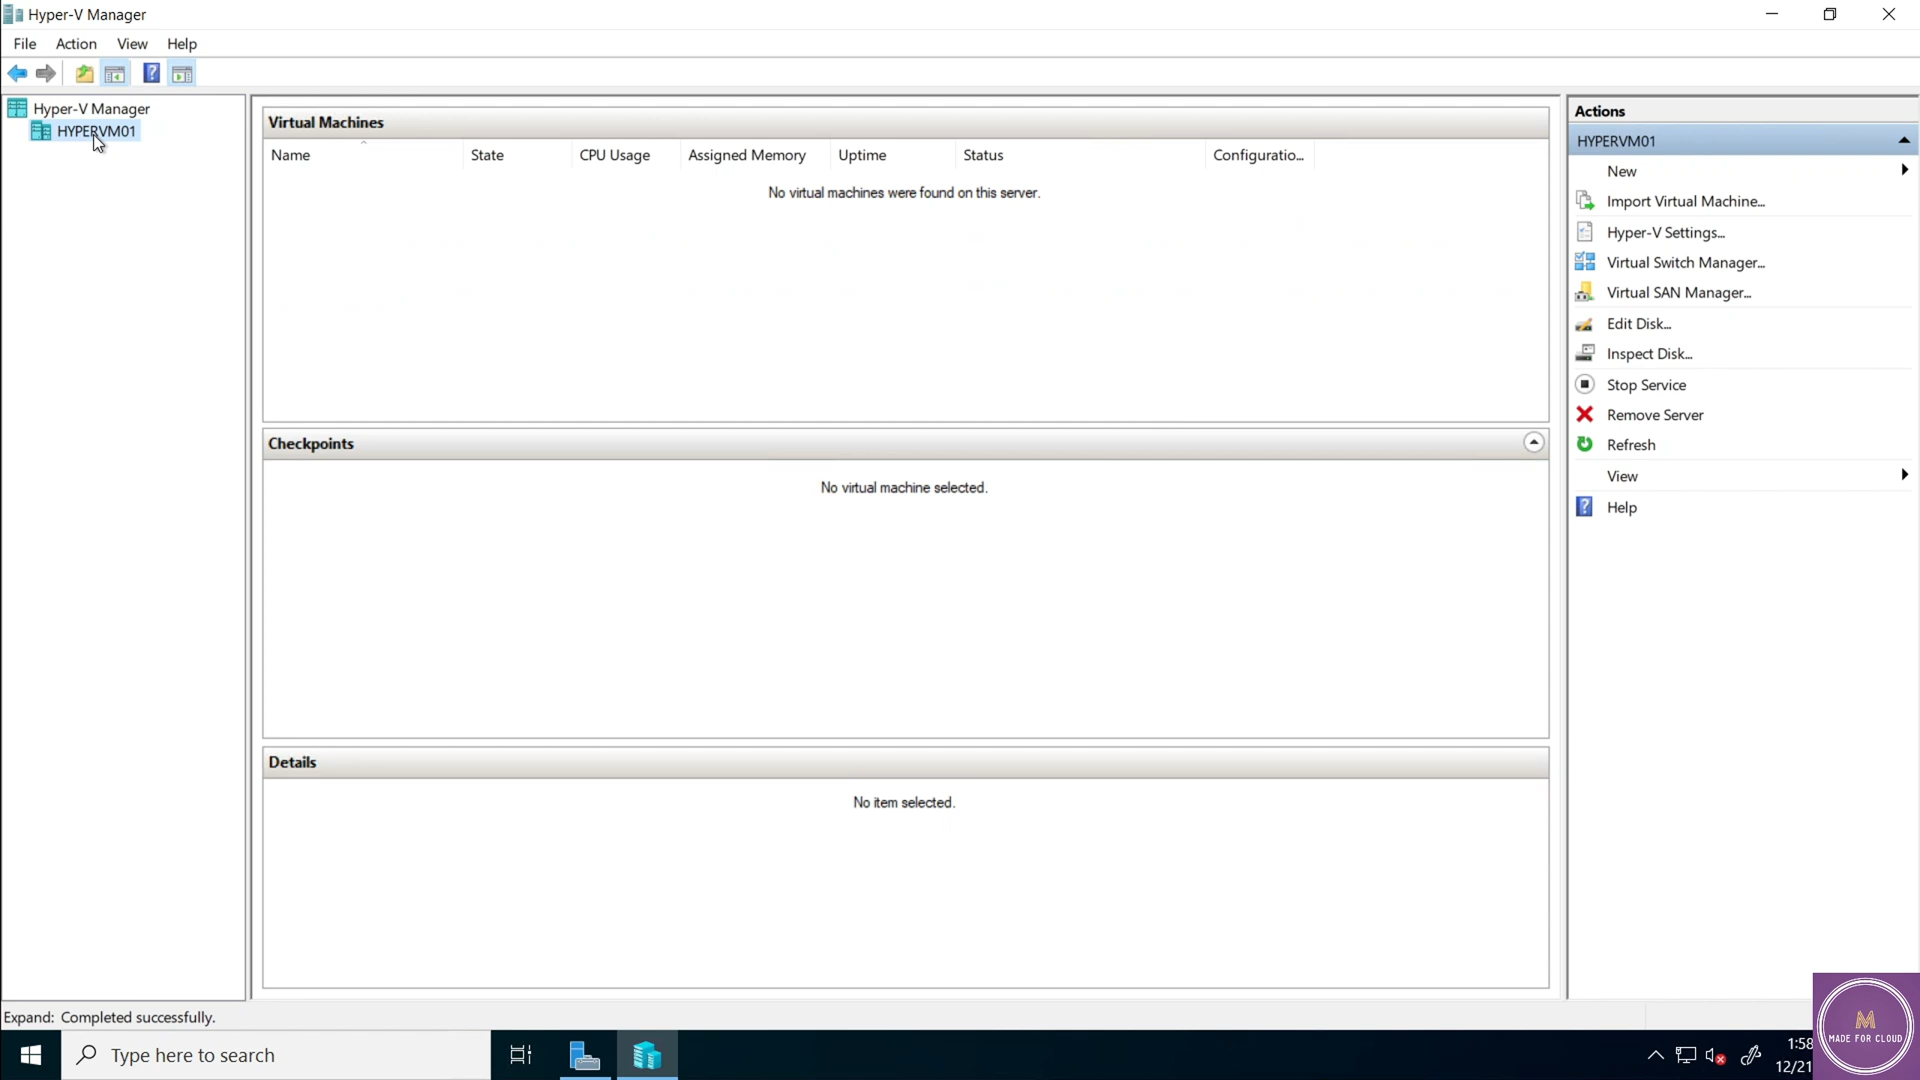 Hyper-V Manager
File Action View Help
Hyper-V Manager
HYPERVM01
Virtual Machines
Name State CPU Usage Assigned Memory Uptime Status Configuratio...
No virtual machines were found on this server.
Checkpoints
No virtual machine selected.
Details
No item selected.
Actions
HYPERVM01
New
Import Virtual Machine...
Hyper-V Settings...
Virtual Switch Manager...
Virtual SAN Manager...
Edit Disk...
Inspect Disk...
Stop Service
Remove Server
Refresh
View
Help
Expand: Completed successfully.
Type here to search
1:58
12/21
M
MADE FOR CLOUD